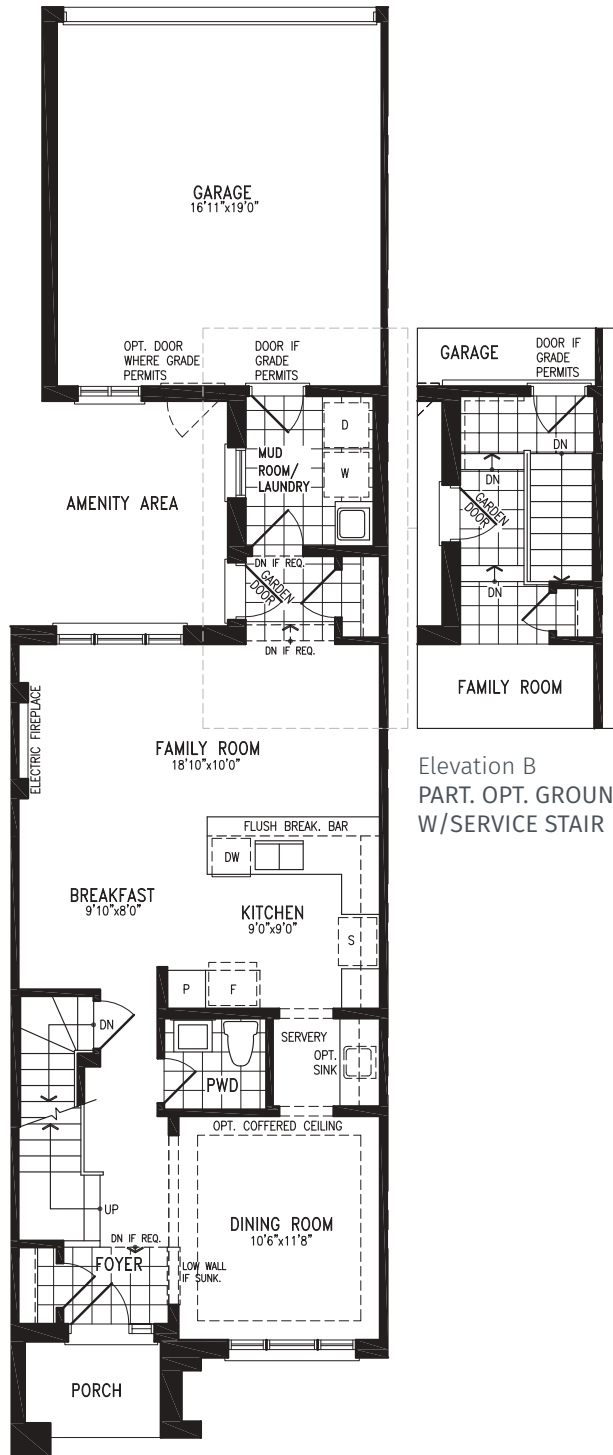 GARAGE
16'11"x19'0"
OPT. DOOR
WHERE GRADE
PERMITS
DOOR IF
GRADE
PERMITS
D
MUD
ROOM/
LAUNDRY
W
AMENITY AREA
DN IF REQ.
GARDEN
DOOR
DN IF REQ.
ELECTRIC FIREPLACE
FAMILY ROOM
18'10"x10'0"
FLUSH BREAK. BAR
DW
BREAKFAST
9'10"x8'0"
KITCHEN
9'0"x9'0"
S
P
F
DN
SERVERY
OPT.
SINK
PWD
OPT. COFFERED CEILING
UP
DINING ROOM
10'6"x11'8"
DN IF REQ.
FOYER
LOW WALL
IF SUNK.
PORCH
GARAGE
DOOR IF
GRADE
PERMITS
DN
DN
GARDEN
DOOR
DN
FAMILY ROOM
Elevation B
PART. OPT. GROUN
W/SERVICE STAIR